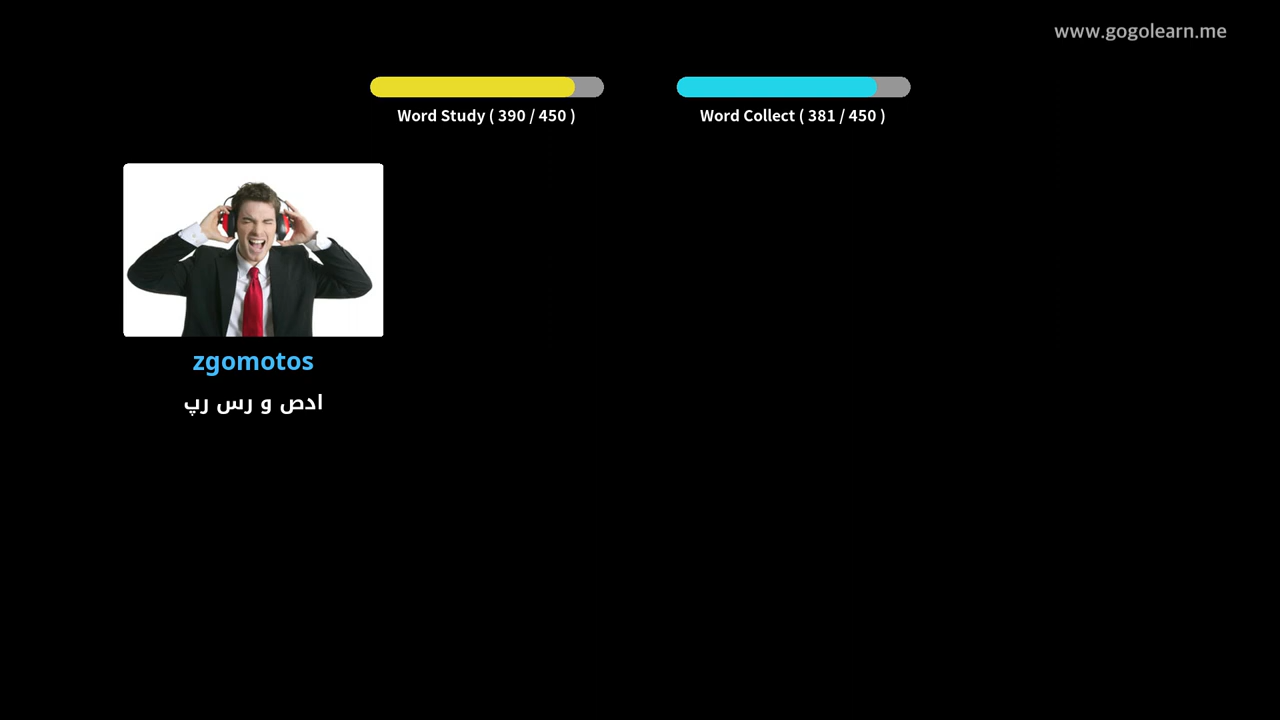 www.gogolearn.me
Word Study ( 390 / 450 )
Word Collect ( 381 / 450 )
zgomotos
ادص و رس رپ